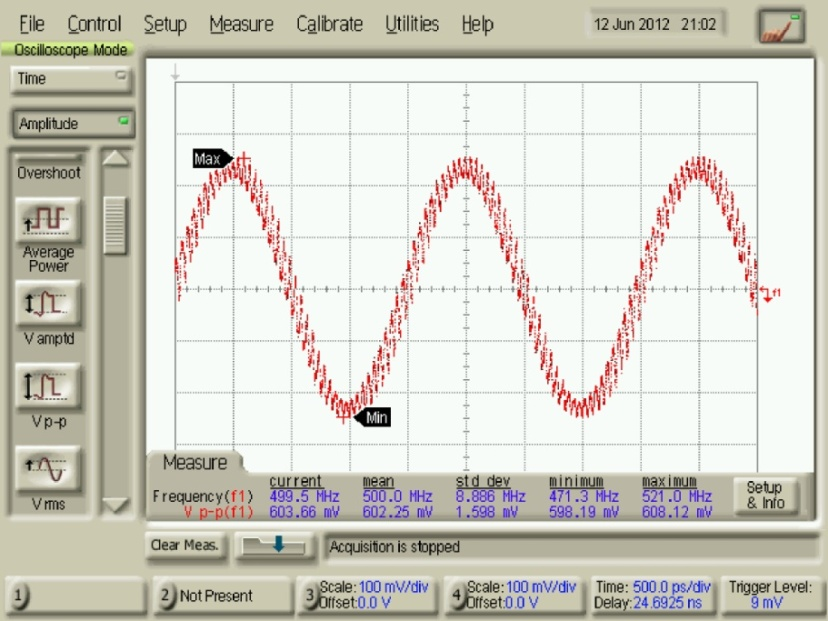 File Control Setup Measure Calibrate Utilities Help 12 Jun 2012 21:02
Oscilloscope Mode
Time
Amplitude
Overshoot
Average
Power
V amptd
V p-p
V rms
Max
f1
Min
Measure
current mean std dev minimum maximum
Frequency(f1) 499.5 MHz 500.0 MHz 8.886 MHz 471.3 MHz 521.0 MHz
V p-p(f1) 603.66 mV 602.25 mV 1.598 mV 598.19 mV 608.12 mV
Setup
& Info
Clear Meas. Acquisition is stopped
1
2 Not Present
3 Scale: 100 mV/div
Offset:0.0 V
4 Scale: 100 mV/div
Offset:0.0 V
Time: 500.0 ps/div
Delay:24.6925 ns
Trigger Level:
9 mV